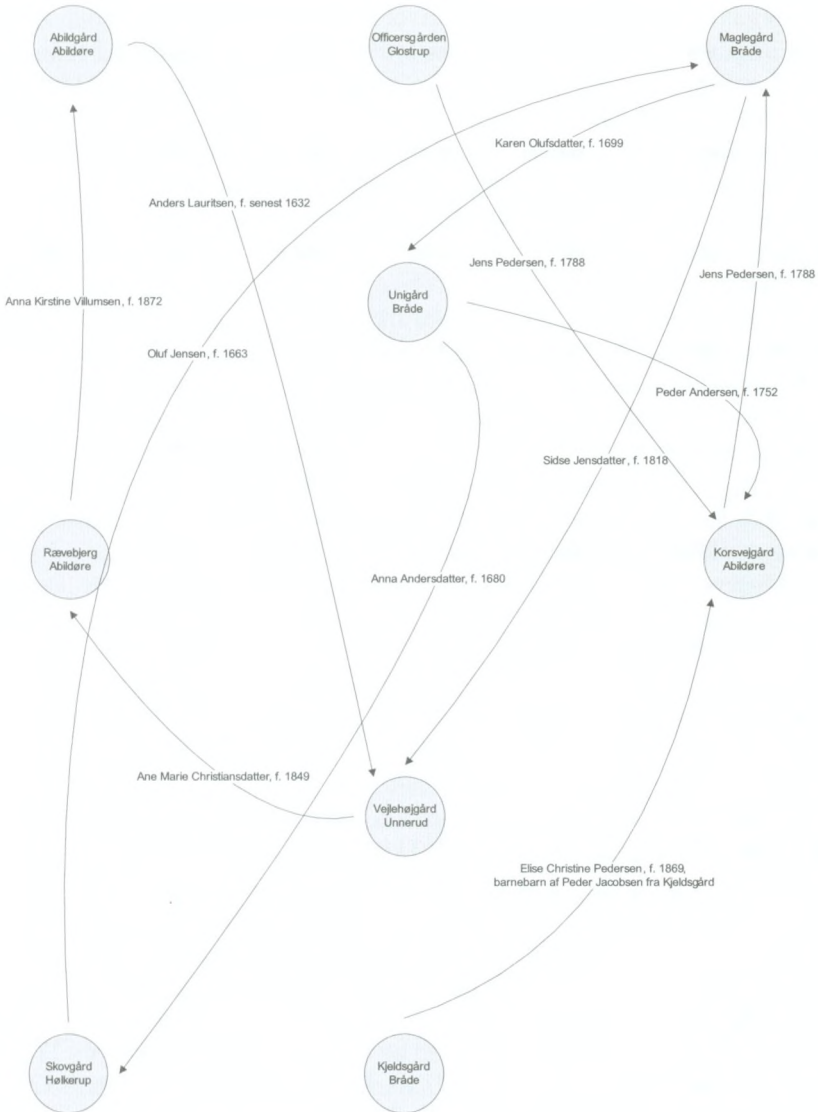 Abildgård
Abildøre
Officersgården
Glostrup
Maglegård
Bråde
Karen Olufsdatter, f. 1699
Anders Lauritsen, f. senest 1632
Jens Pedersen, f. 1788
Jens Pedersen, f. 1788
Unigård
Bråde
Anna Kirstine Villumsen, f. 1872
Oluf Jensen, f. 1663
Peder Andersen, f. 1752
Sidse Jensdatter, f. 1818
Rævebjerg
Abildøre
Korsvejgård
Abildøre
Anna Andersdatter, f. 1680
Ane Marie Christiansdatter, f. 1849
Vejlehøjgård
Unnerud
Elise Christine Pedersen, f. 1869,
barnebarn af Peder Jacobsen fra Kjeldsgård
Skovgård
Hølkerup
Kjeldsgård
Bråde